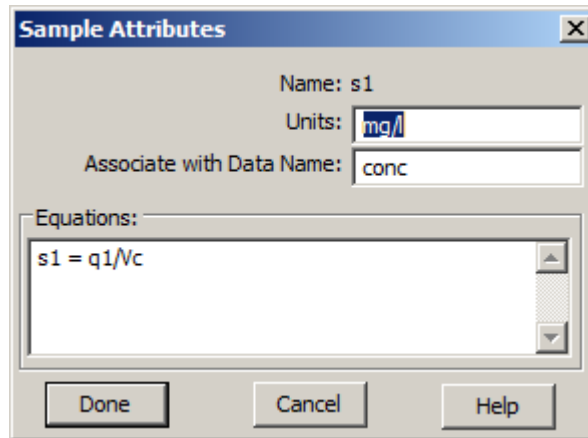 Sample Attributes
Name: s1
Units: mg/l
Associate with Data Name: conc
Equations:
s1 = q1/Vc
Done Cancel Help